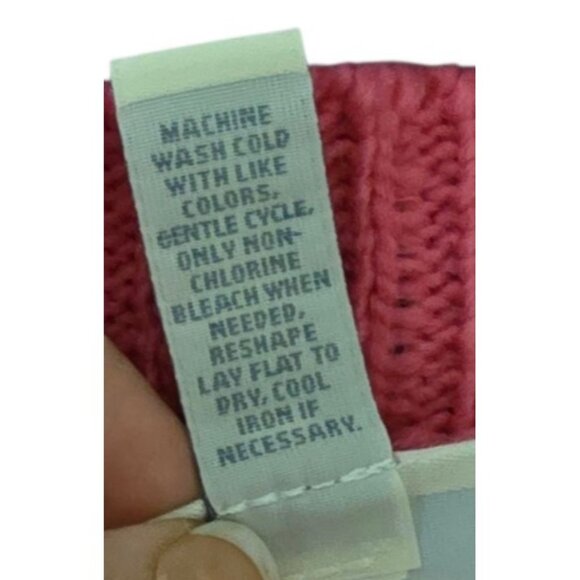 MACHINE
WASH COLD
WITH LIKE
COLORS,
GENTLE CYCLE,
ONLY NON-
CHLORINE
BLEACH WHEN
NEEDED,
RESHAPE
LAY FLAT TO
DRY, COOL
IRON IF
NECESSARY.